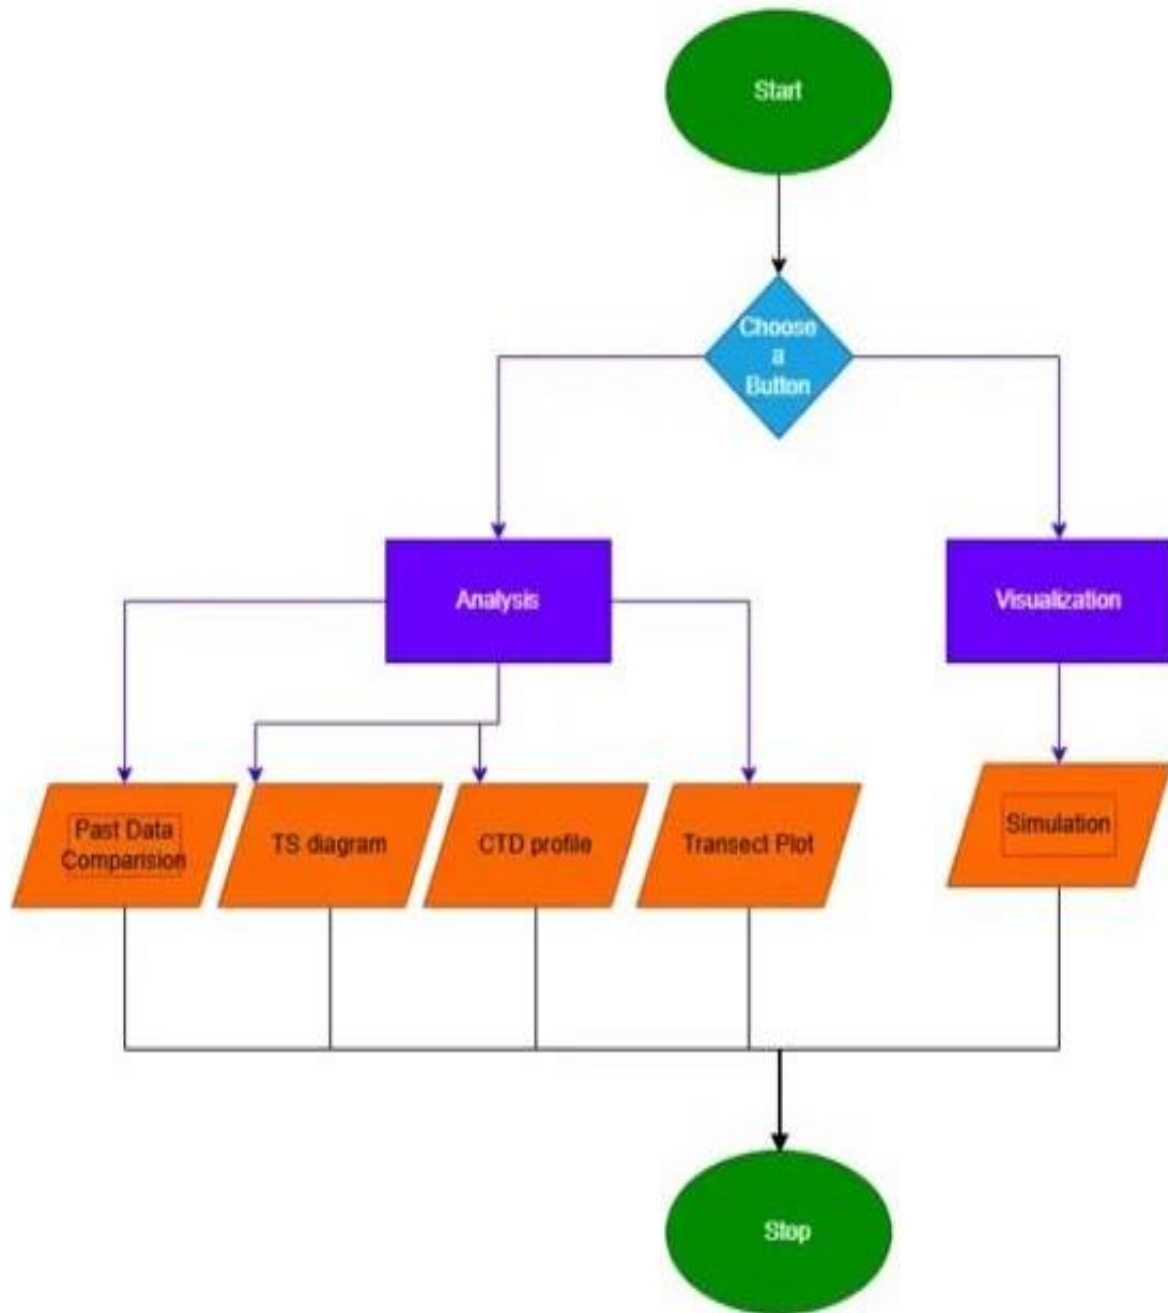 Start
Choose
a
Button
Analysis
Visualization
Past Data
Comparision
TS diagram
CTD profile
Transect Plot
Simulation
Stop